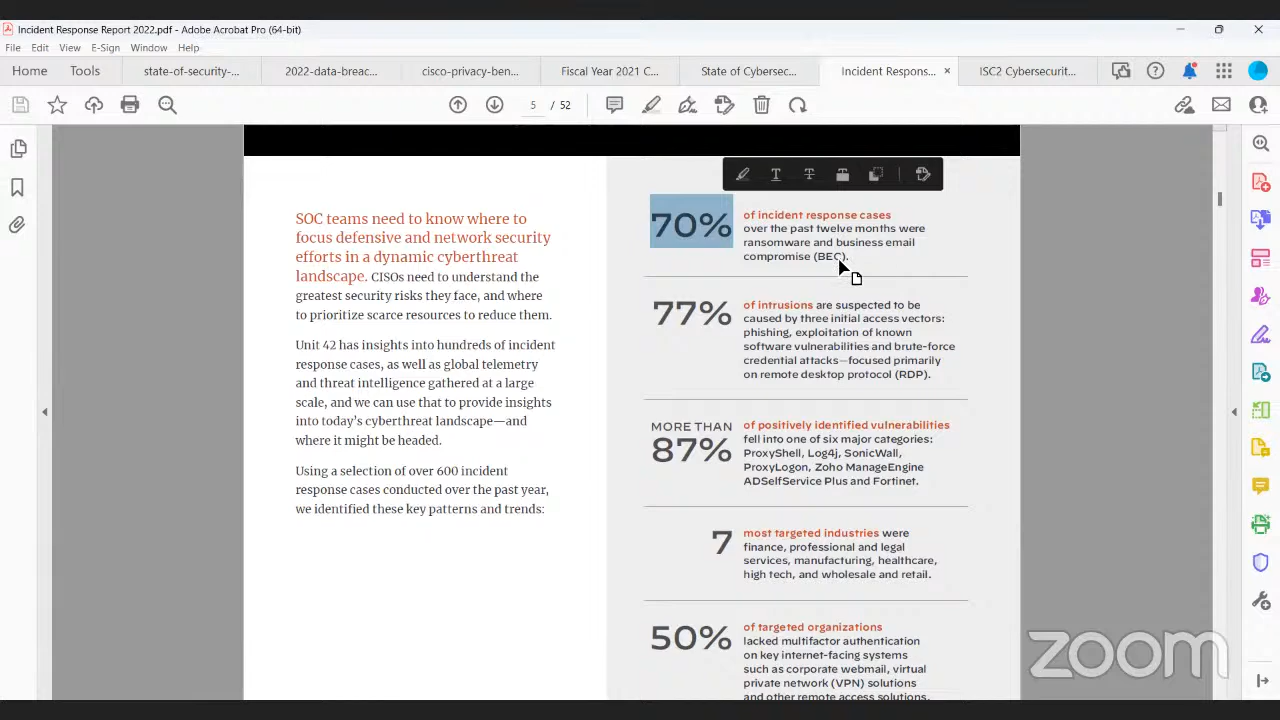 Incident Response Report 2022.pdf - Adobe Acrobat Pro (64-bit)
File Edit View E-Sign Window Help
Home Tools state-of-security-... 2022-data-breac... cisco-privacy-ben... Fiscal Year 2021 C... State of Cybersec... Incident Respons... × ISC2 Cybersecurit...
5 / 52
SOC teams need to know where to
focus defensive and network security
efforts in a dynamic cyberthreat
landscape. CISOs need to understand the
greatest security risks they face, and where
to prioritize scarce resources to reduce them.
Unit 42 has insights into hundreds of incident
response cases, as well as global telemetry
and threat intelligence gathered at a large
scale, and we can use that to provide insights
into today’s cyberthreat landscape—and
where it might be headed.
Using a selection of over 600 incident
response cases conducted over the past year,
we identified these key patterns and trends:
70%
of incident response cases
over the past twelve months were
ransomware and business email
compromise (BEC).
77%
of intrusions are suspected to be
caused by three initial access vectors:
phishing, exploitation of known
software vulnerabilities and brute-force
credential attacks—focused primarily
on remote desktop protocol (RDP).
MORE THAN
87%
of positively identified vulnerabilities
fell into one of six major categories:
ProxyShell, Log4j, SonicWall,
ProxyLogon, Zoho ManageEngine
ADSelfService Plus and Fortinet.
7
most targeted industries were
finance, professional and legal
services, manufacturing, healthcare,
high tech, and wholesale and retail.
50%
of targeted organizations
lacked multifactor authentication
on key internet-facing systems
such as corporate webmail, virtual
private network (VPN) solutions
and other remote access solutions.
zoom